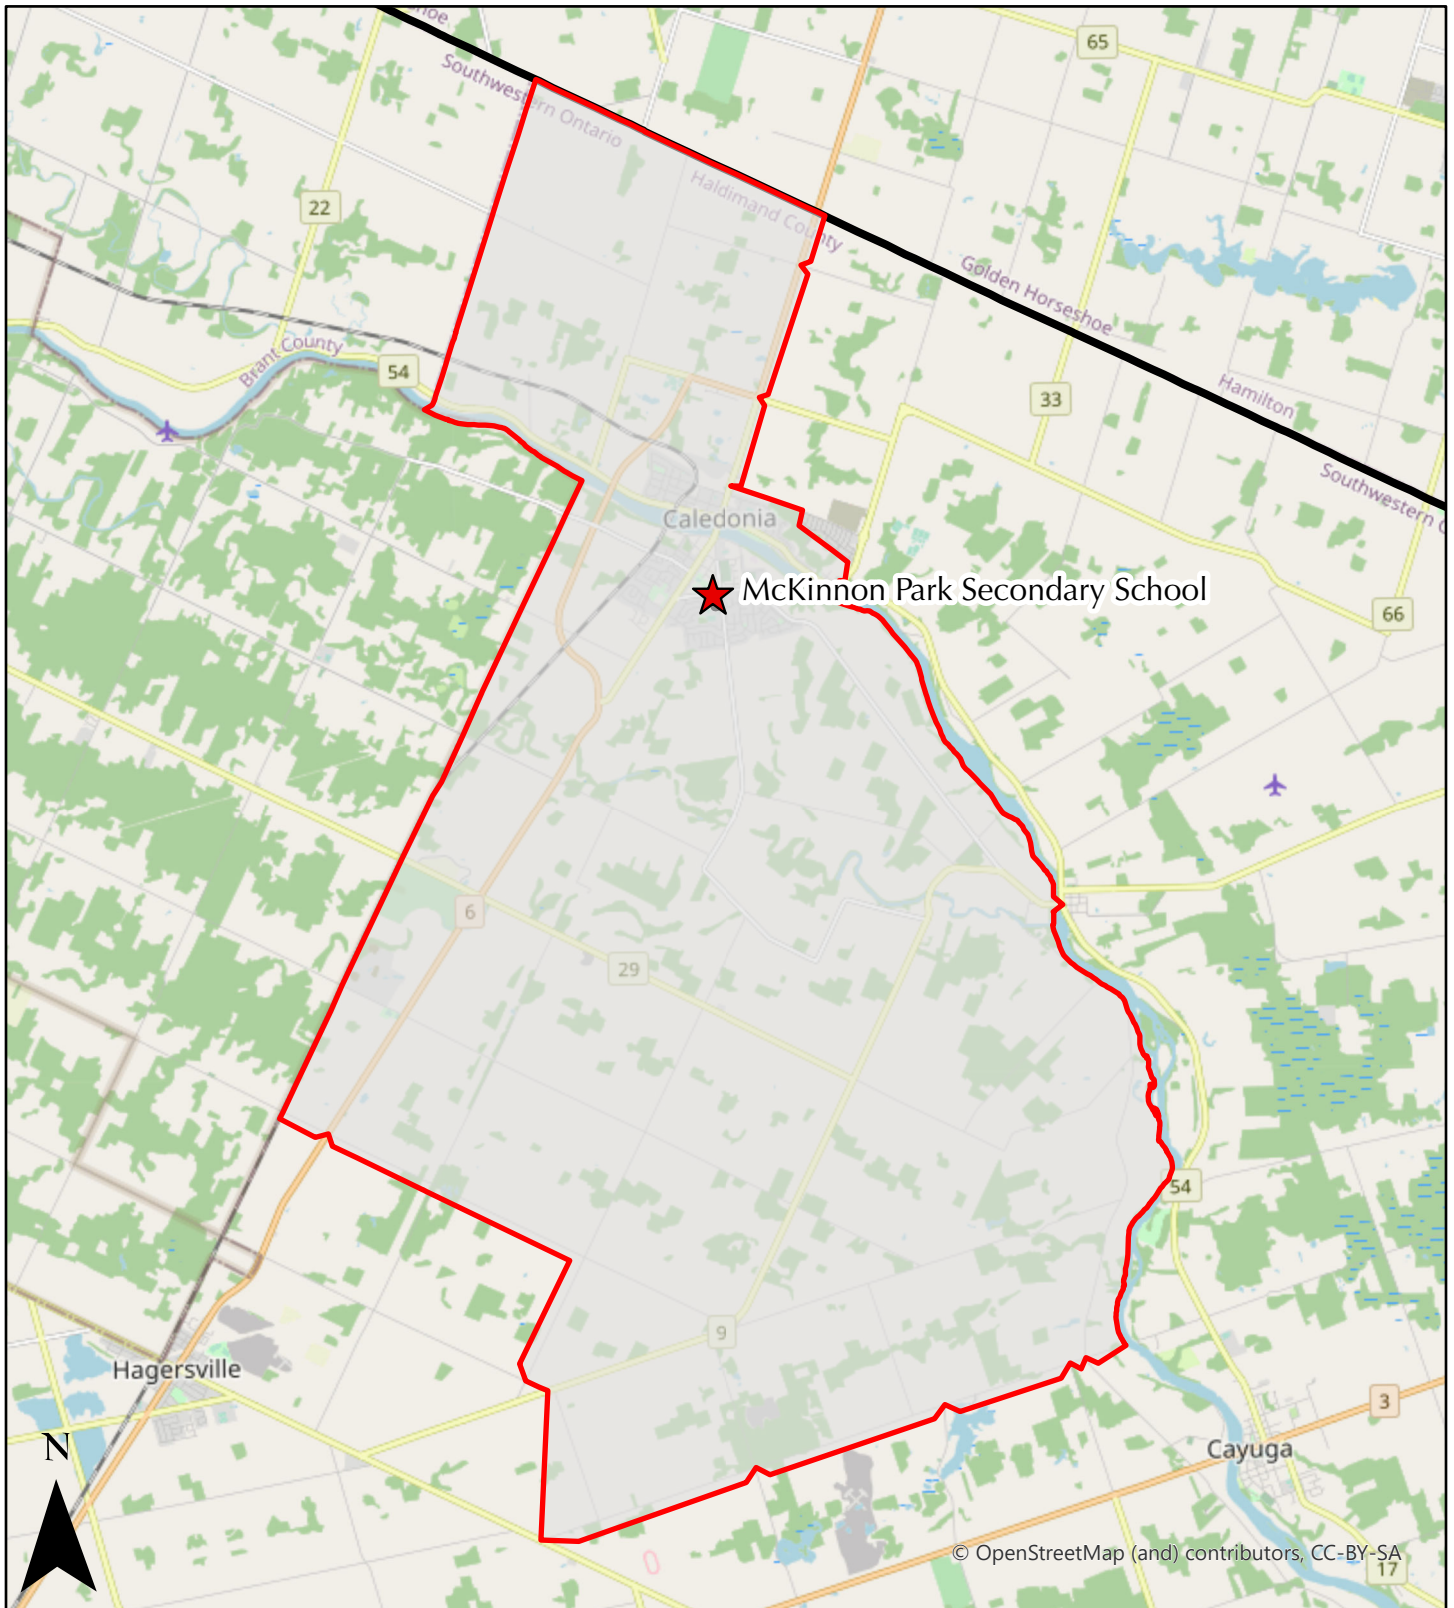 hoe
65
Southwestern Ontario
22
Haldimand County
Golden Horseshoe
Brant County
54
33
Hamilton
Southwestern O
Caledonia
McKinnon Park Secondary School
66
6
29
54
9
Hagersville
3
N
Cayuga
© OpenStreetMap (and) contributors, CC-BY-SA
17